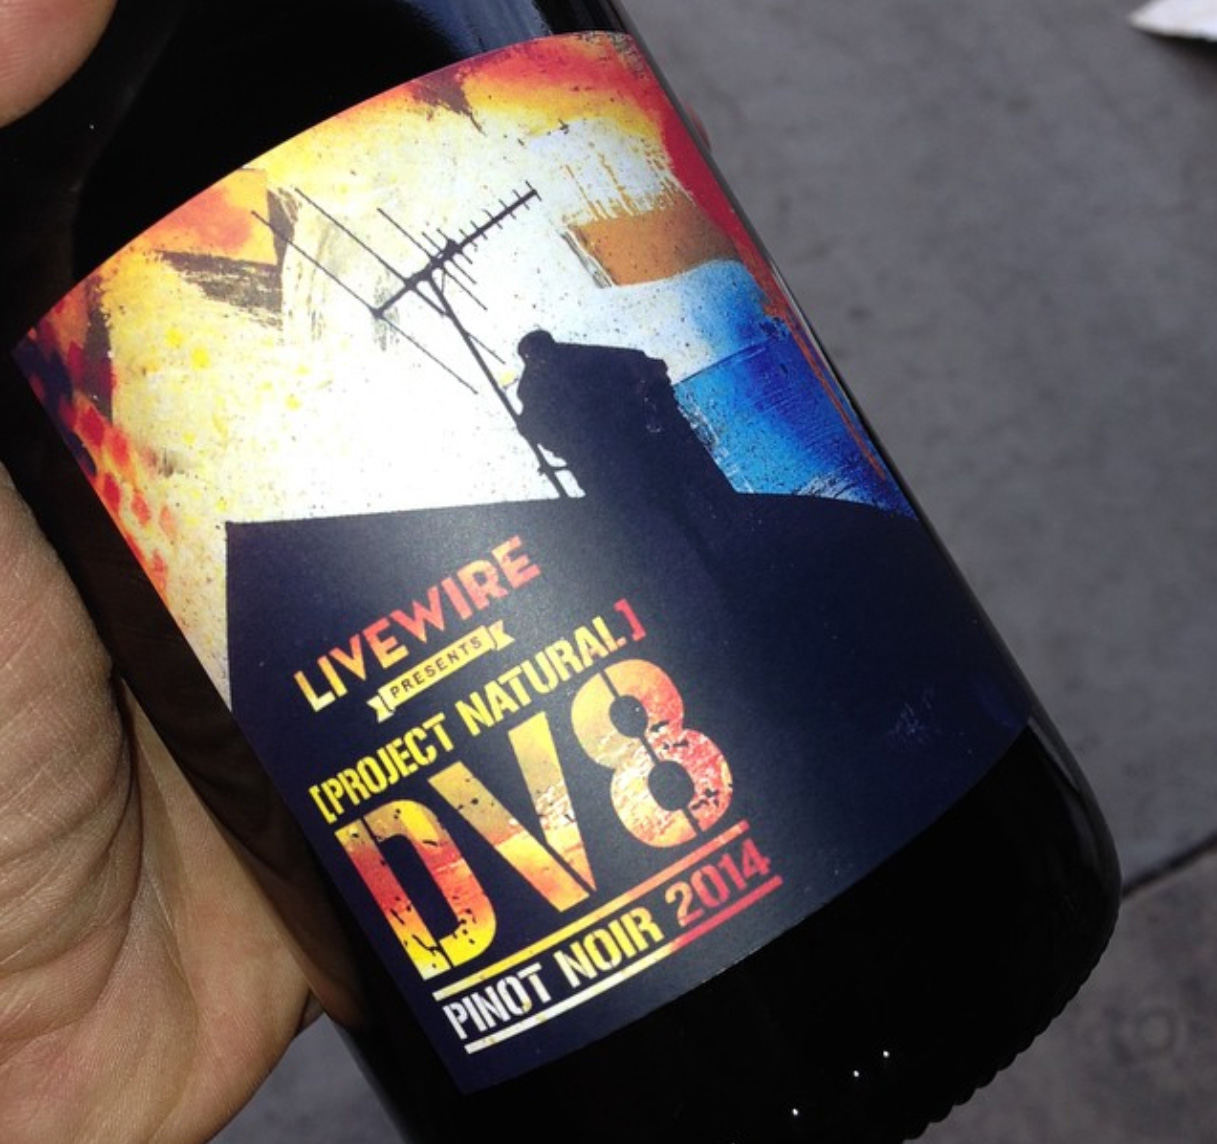 LIVEWIRE
PRESENTS
[PROJECT NATURAL]
DV8
PINOT NOIR 2014